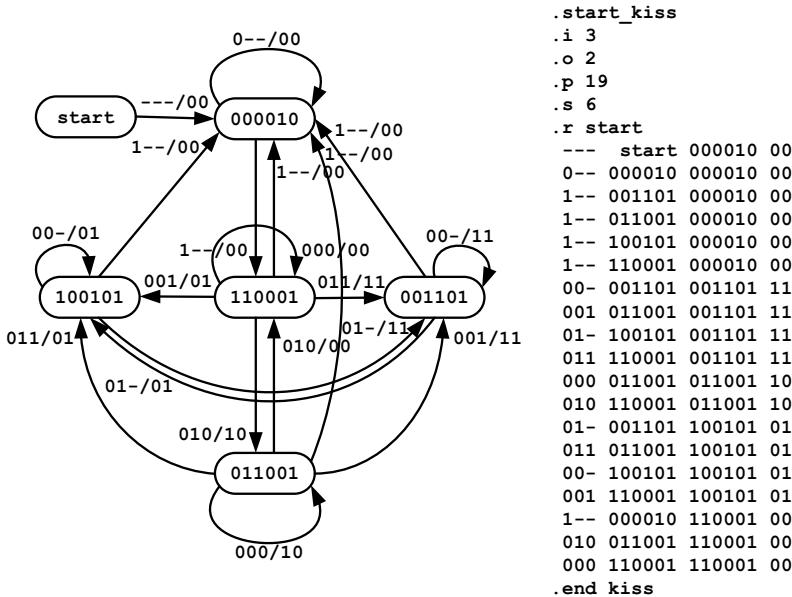 0--/00
start
---/00
000010
1--/00
1--/00
1--/00
1--/00
00-/01
1--/00
000/00
00-/11
100101
001/01
110001
011/11
001101
011/01
010/00
01-/11
001/11
01-/01
010/10
011001
000/10
.start_kiss
.i 3
.o 2
.p 19
.s 6
.r start
--- start 000010 00
0-- 000010 000010 00
1-- 001101 000010 00
1-- 011001 000010 00
1-- 100101 000010 00
1-- 110001 000010 00
00- 001101 001101 11
001 011001 001101 11
01- 100101 001101 11
011 110001 001101 11
000 011001 011001 10
010 110001 011001 10
01- 001101 100101 01
011 011001 100101 01
00- 100101 100101 01
001 110001 100101 01
1-- 000010 110001 00
010 011001 110001 00
000 110001 110001 00
.end kiss